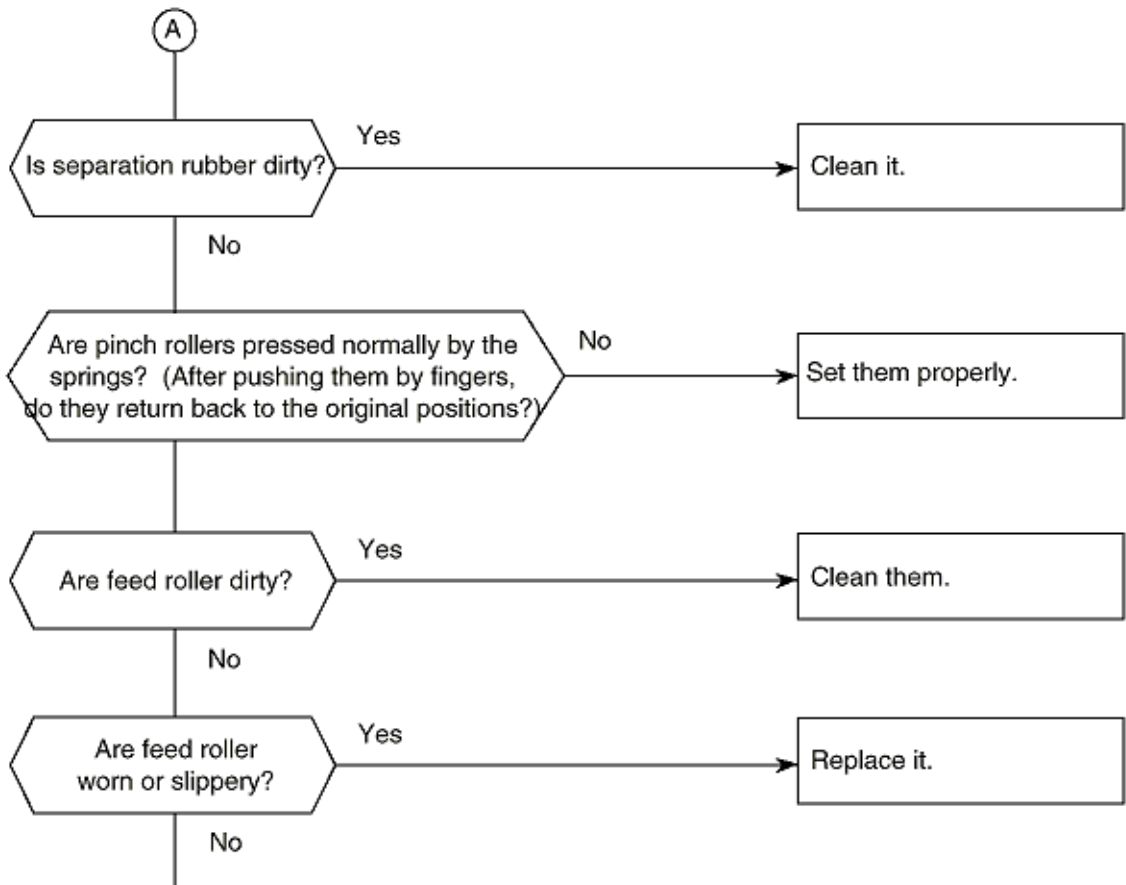 A
Yes
Is separation rubber dirty?
Clean it.
No
Are pinch rollers pressed normally by the
springs? (After pushing them by fingers,
do they return back to the original positions?)
No
Set them properly.
Yes
Are feed roller dirty?
Clean them.
No
Yes
Are feed roller
worn or slippery?
Replace it.
No